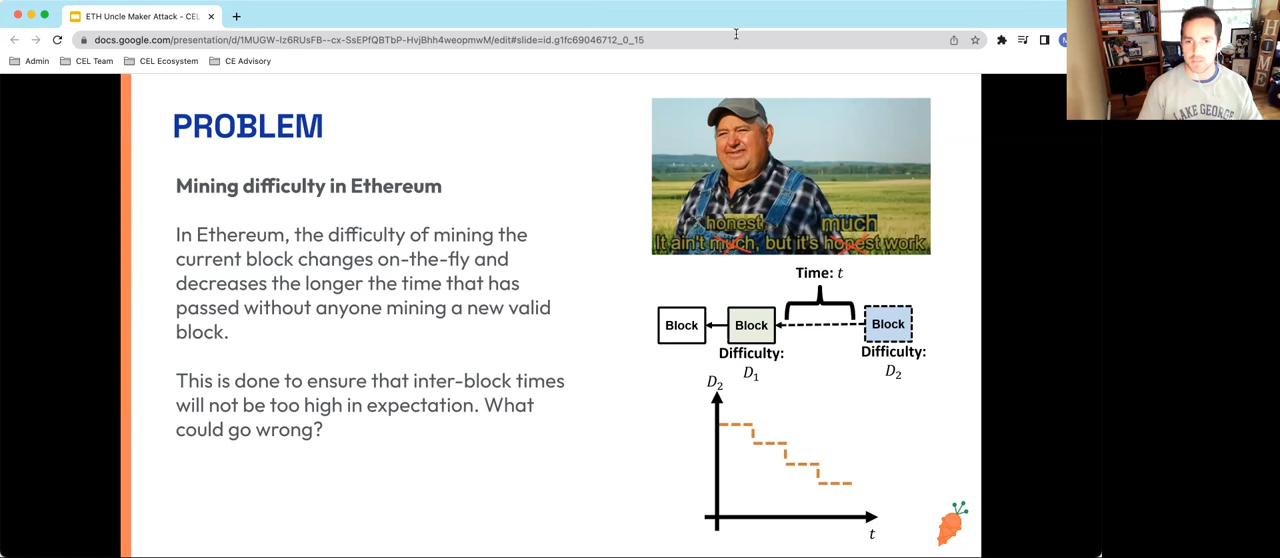 ETH Uncle Maker Attack - CEL
docs.google.com/presentation/d/1MUGW-Iz6RUsFB--cx-SsEPfQBTbP-HvjBhh4weopmwM/edit#slide=id.g1fc69046712_0_15
Admin
CEL Team
CEL Ecosystem
CE Advisory
HOME
LAKE GEORGE
PROBLEM
Mining difficulty in Ethereum
In Ethereum, the difficulty of mining the
current block changes on-the-fly and
decreases the longer the time that has
passed without anyone mining a new valid
block.
This is done to ensure that inter-block times
will not be too high in expectation. What
could go wrong?
honest much
It ain't much, but it's honest work
Time: t
Block
Block
Block
Difficulty:
D1
Difficulty:
D2
D2
t